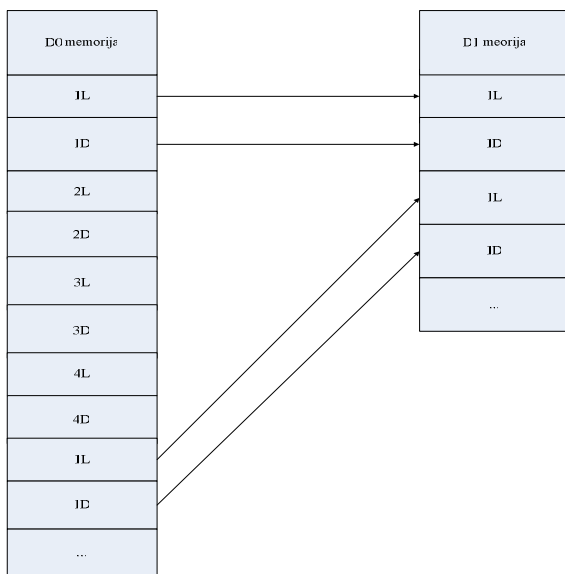 D0 memorija
1L
1D
2L
2D
3L
3D
4L
4D
1L
1D
...
D1 meorija
1L
1D
1L
1D
...